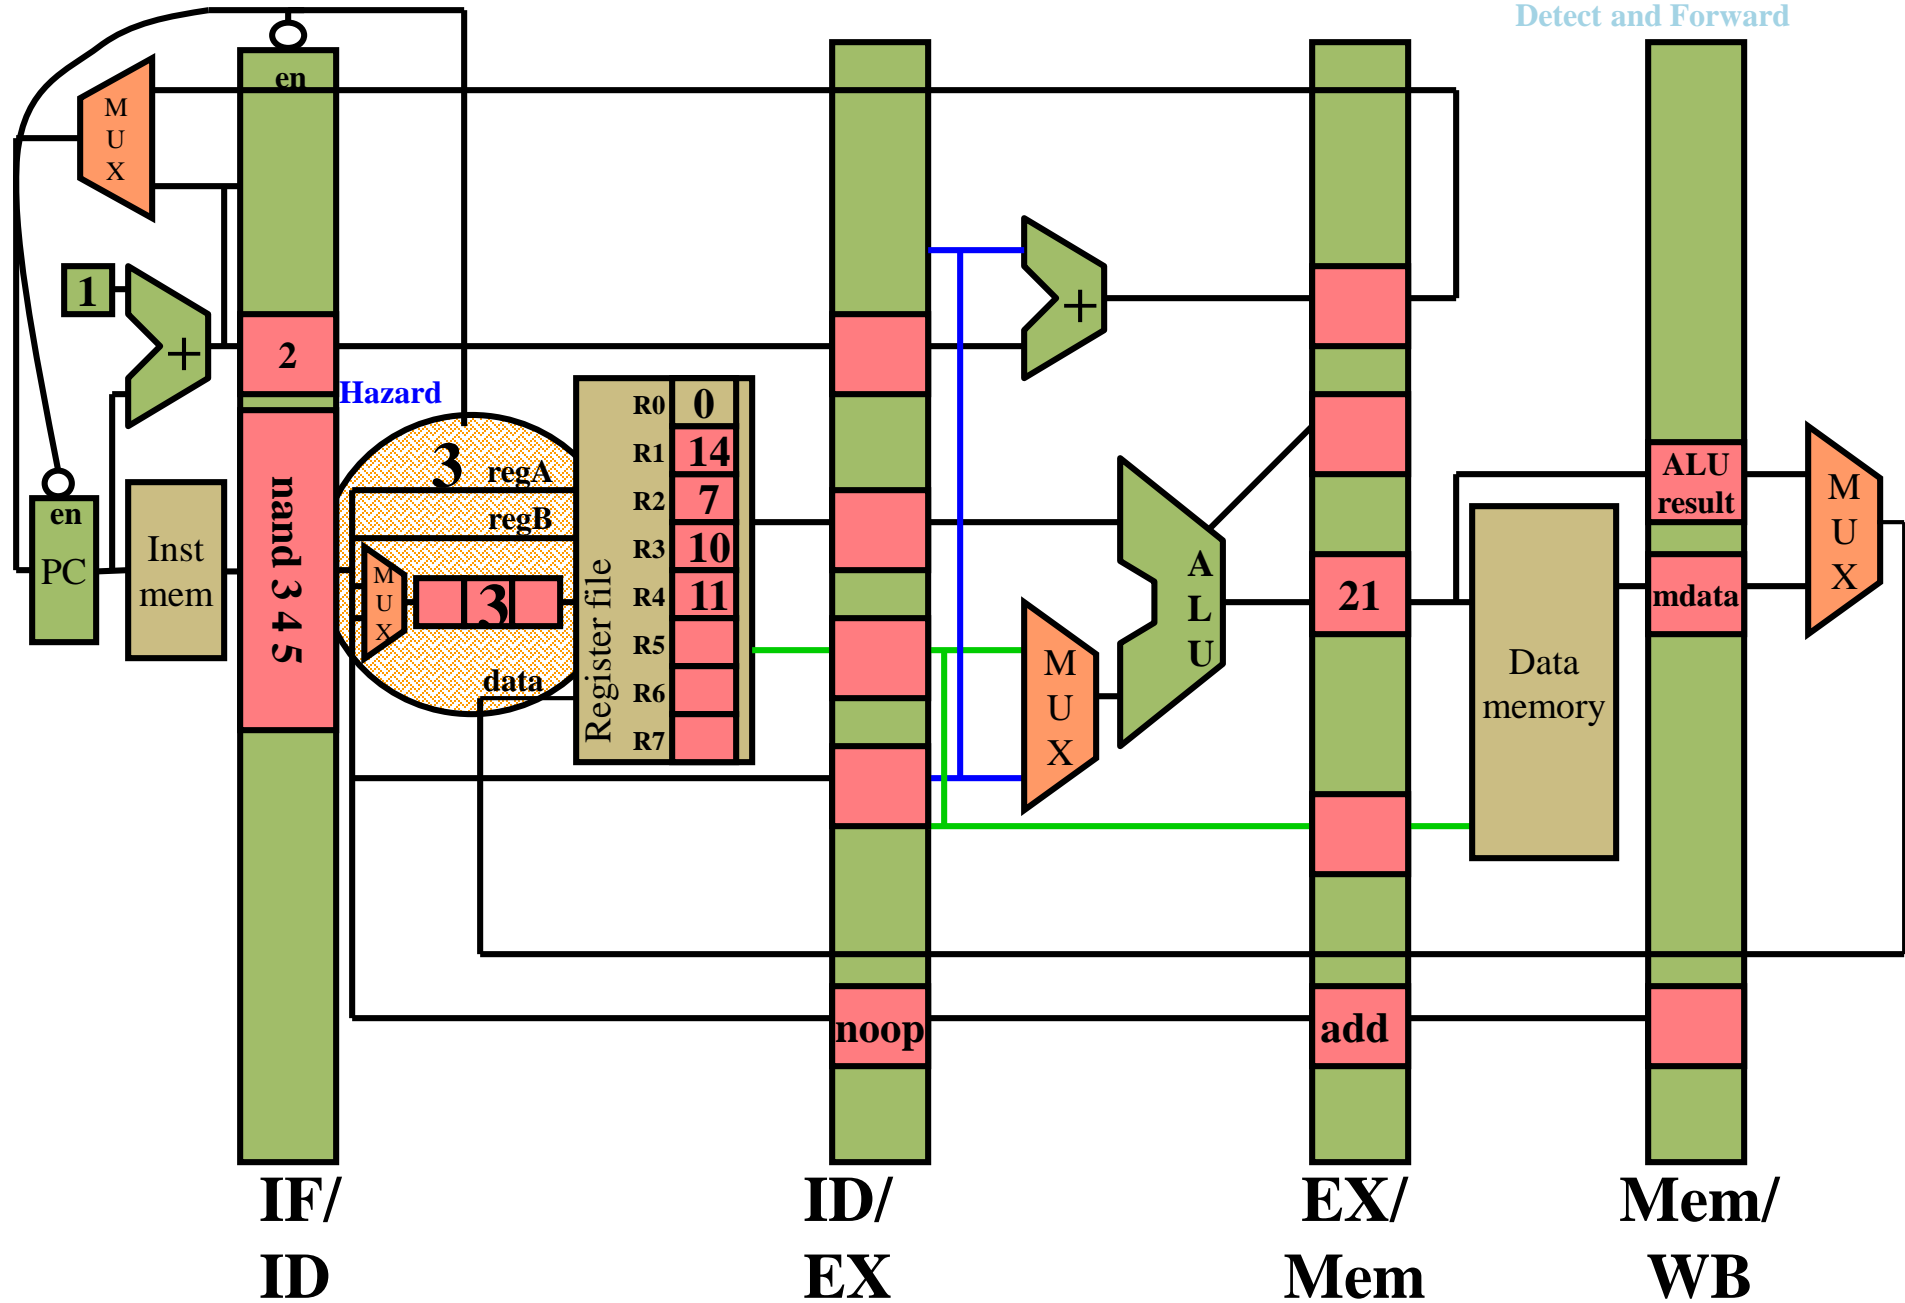 Detect and Forward
en
M
U
X
1
+
2
Hazard
en
PC
Inst
mem
nand 3 4 5
3
regA
regB
M
U
X
3
data
Register file
R0 0
R1 14
R2 7
R3 10
R4 11
R5
R6
R7
+
M
U
X
A
L
U
21
Data
memory
ALU
result
mdata
M
U
X
noop
add
IF/
ID
ID/
EX
EX/
Mem
Mem/
WB